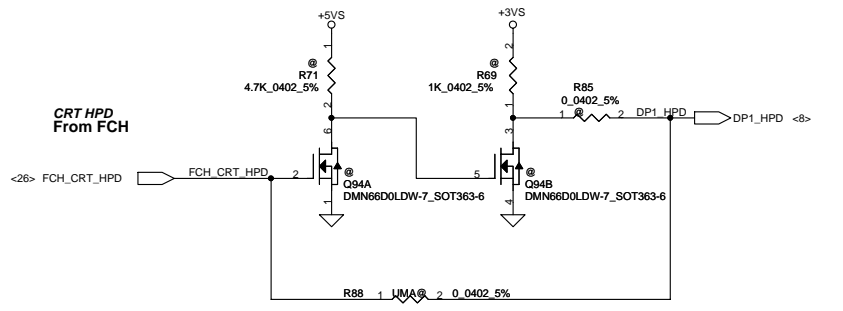 +5VS
+3VS
1
@
R71
4.7K_0402_5%
2
2
@
R69
1K_0402_5%
1
R85
0_0402_5%
1 @ 2
DP1_HPD
DP1_HPD <8>
CRT HPD
From FCH
6
3
<26> FCH_CRT_HPD
FCH_CRT_HPD
2
@
Q94A
DMN66D0LDW-7_SOT363-6
1
5
@
Q94B
DMN66D0LDW-7_SOT363-6
4
R88 1 UMA@ 2 0_0402_5%